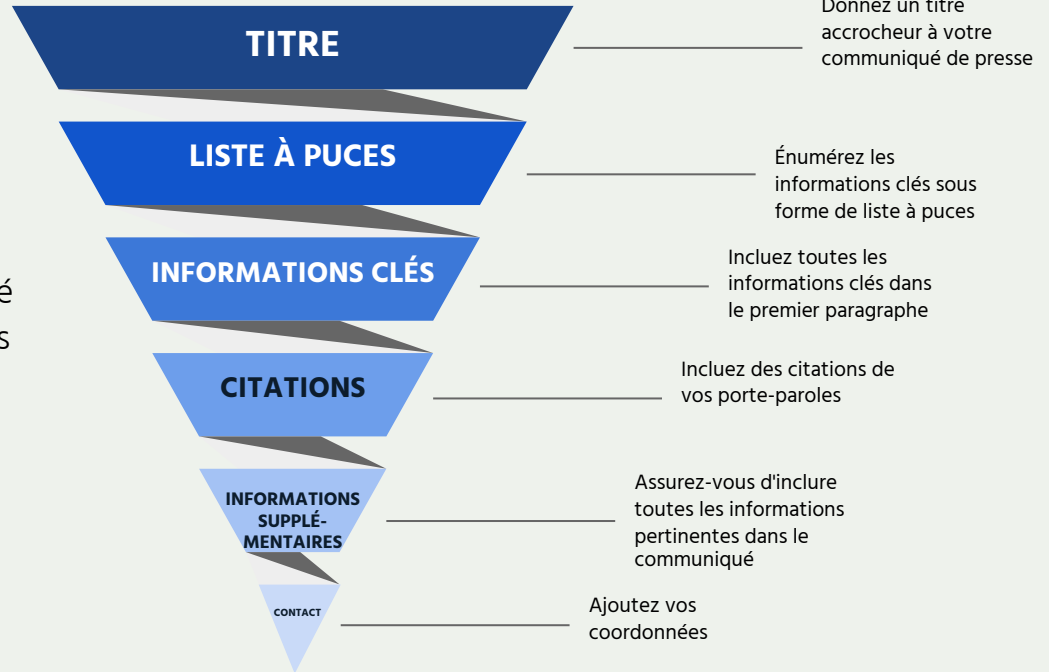 Donnez un titre
accrocheur à votre
communiqué de presse
TITRE
LISTE À PUCES
Énumérez les
informations clés sous
forme de liste à puces
INFORMATIONS CLÉS
Incluez toutes les
informations clés dans
le premier paragraphe
é
s
CITATIONS
Incluez des citations de
vos porte-paroles
INFORMATIONS
SUPPLÉ-
MENTAIRES
Assurez-vous d'inclure
toutes les informations
pertinentes dans le
communiqué
CONTACT
Ajoutez vos
coordonnées